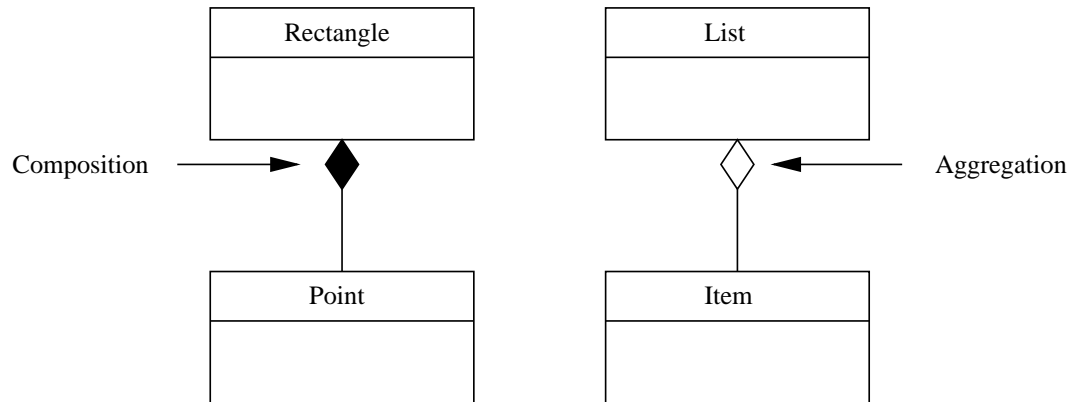 Rectangle
List
Composition
Aggregation
Point
Item